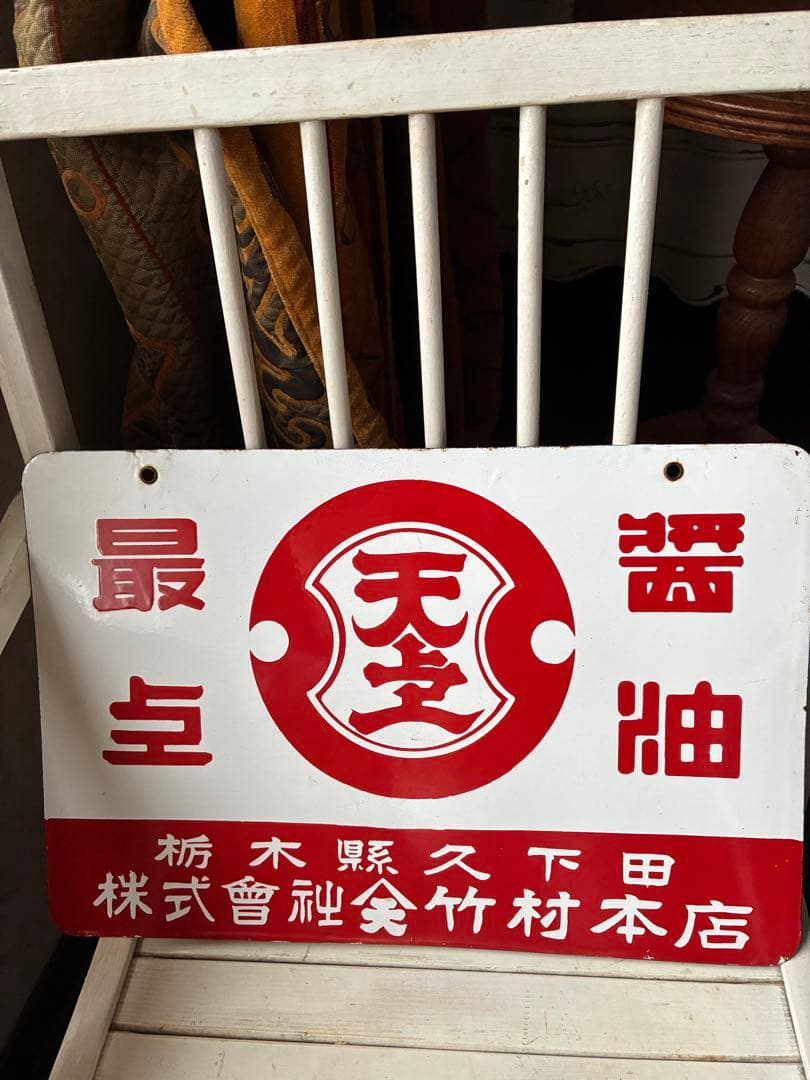 醤油
天上
最上
栃木縣久下田
株式會社竹村本店